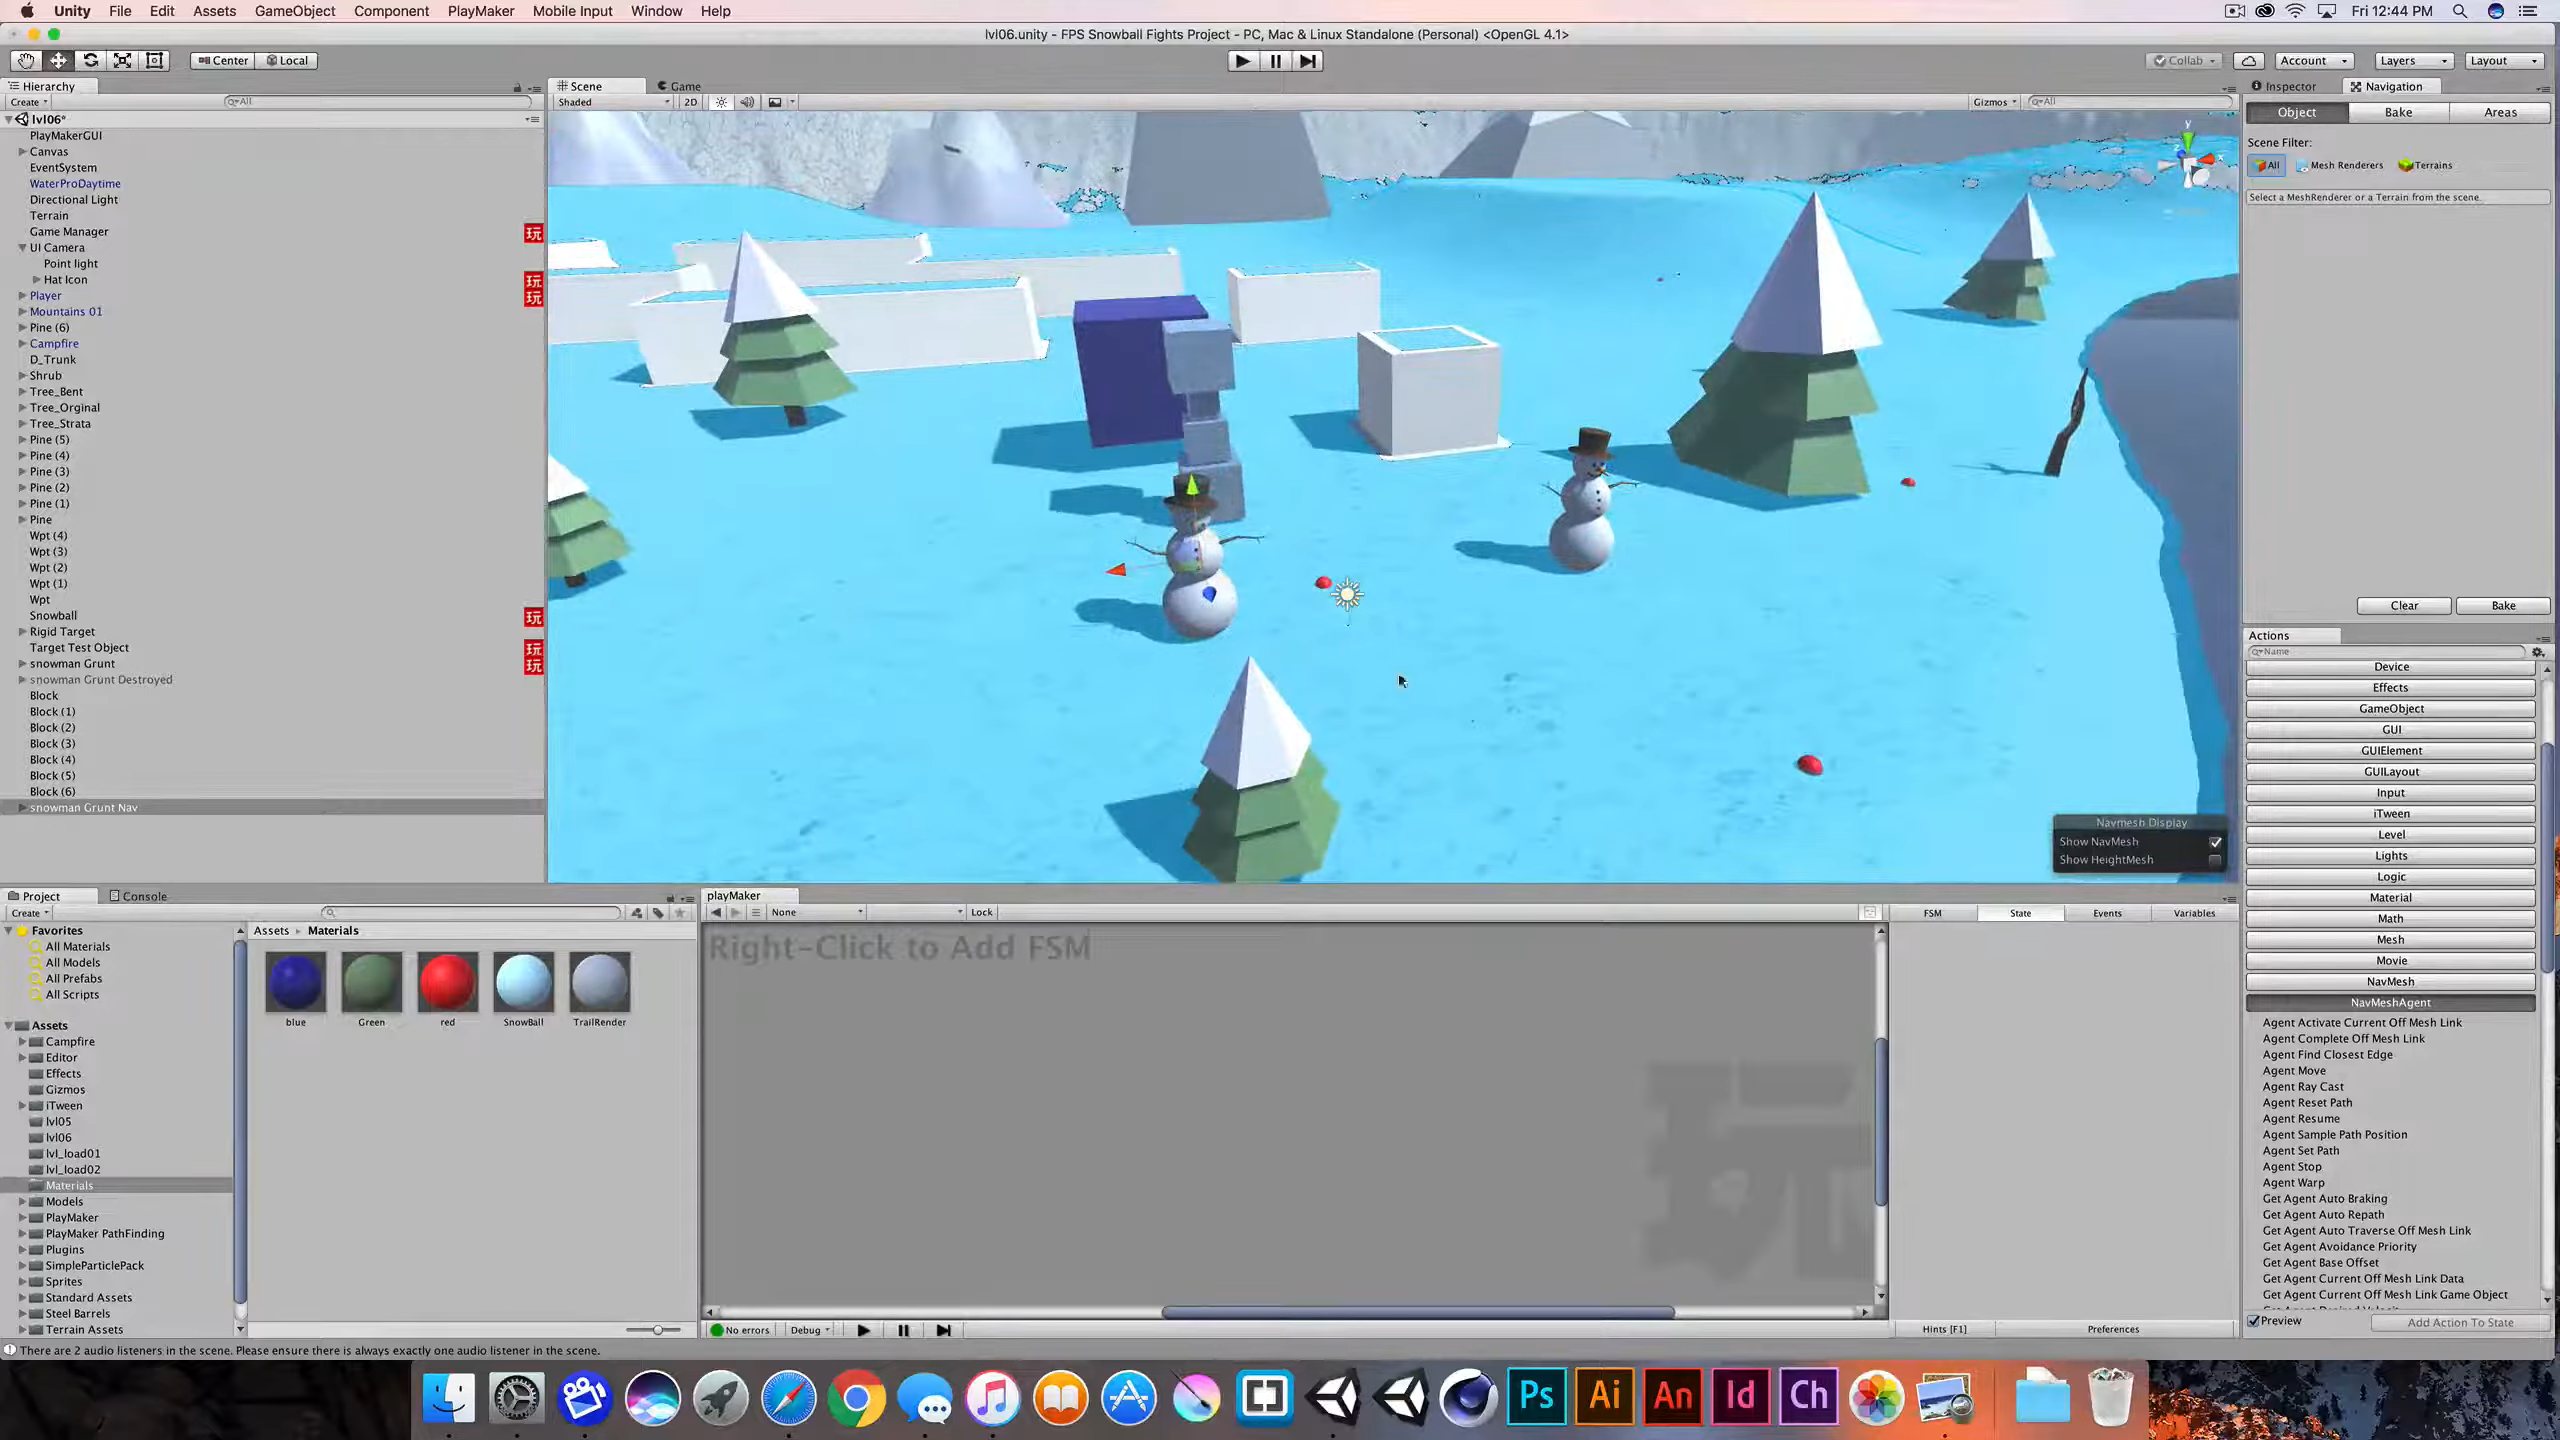 Unity File Edit Assets GameObject Component PlayMaker Mobile Input Window Help Fri 12:44 PM
lvl06.unity - FPS Snowball Fights Project - PC, Mac & Linux Standalone (Personal) <OpenGL 4.1>
Center Local Collab Account Layers Layout
Hierarchy
Create All
lvl06*
PlayMakerGUI
Canvas
EventSystem
WaterProDaytime
Directional Light
Terrain
Game Manager 玩
UI Camera
Point light
Hat Icon 玩
Player 玩
Mountains 01
Pine (6)
Campfire
D_Trunk
Shrub
Tree_Bent
Tree_Orginal
Tree_Strata
Pine (5)
Pine (4)
Pine (3)
Pine (2)
Pine (1)
Pine
Wpt (4)
Wpt (3)
Wpt (2)
Wpt (1)
Wpt
Snowball 玩
Rigid Target
Target Test Object 玩
snowman Grunt 玩
snowman Grunt Destroyed
Block
Block (1)
Block (2)
Block (3)
Block (4)
Block (5)
Block (6)
snowman Grunt Nav
Scene Game
Shaded 2D Gizmos All
Navmesh Display
Show NavMesh
Show HeightMesh
Inspector Navigation
Object Bake Areas
Scene Filter:
All Mesh Renderers Terrains
Select a MeshRenderer or a Terrain from the scene.
Clear Bake
Actions
Name
Device
Effects
GameObject
GUI
GUIElement
GUILayout
Input
iTween
Level
Lights
Logic
Material
Math
Mesh
Movie
NavMesh
NavMeshAgent
Agent Activate Current Off Mesh Link
Agent Complete Off Mesh Link
Agent Find Closest Edge
Agent Move
Agent Ray Cast
Agent Reset Path
Agent Resume
Agent Sample Path Position
Agent Set Path
Agent Stop
Agent Warp
Get Agent Auto Braking
Get Agent Auto Repath
Get Agent Auto Traverse Off Mesh Link
Get Agent Avoidance Priority
Get Agent Base Offset
Get Agent Current Off Mesh Link Data
Get Agent Current Off Mesh Link Game Object
Preview Add Action To State
Project Console
Create
Favorites
All Materials
All Models
All Prefabs
All Scripts
Assets
Campfire
Editor
Effects
Gizmos
iTween
lvl05
lvl06
lvl_load01
lvl_load02
Materials
Models
PlayMaker
PlayMaker PathFinding
Plugins
SimpleParticlePack
Sprites
Standard Assets
Steel Barrels
Terrain Assets
Assets Materials
blue Green red SnowBall TrailRender
playMaker
None Lock FSM State Events Variables
Right-Click to Add FSM
玩
No errors Debug Hints [F1] Preferences
There are 2 audio listeners in the scene. Please ensure there is always exactly one audio listener in the scene.
Ps Ai An Id Ch